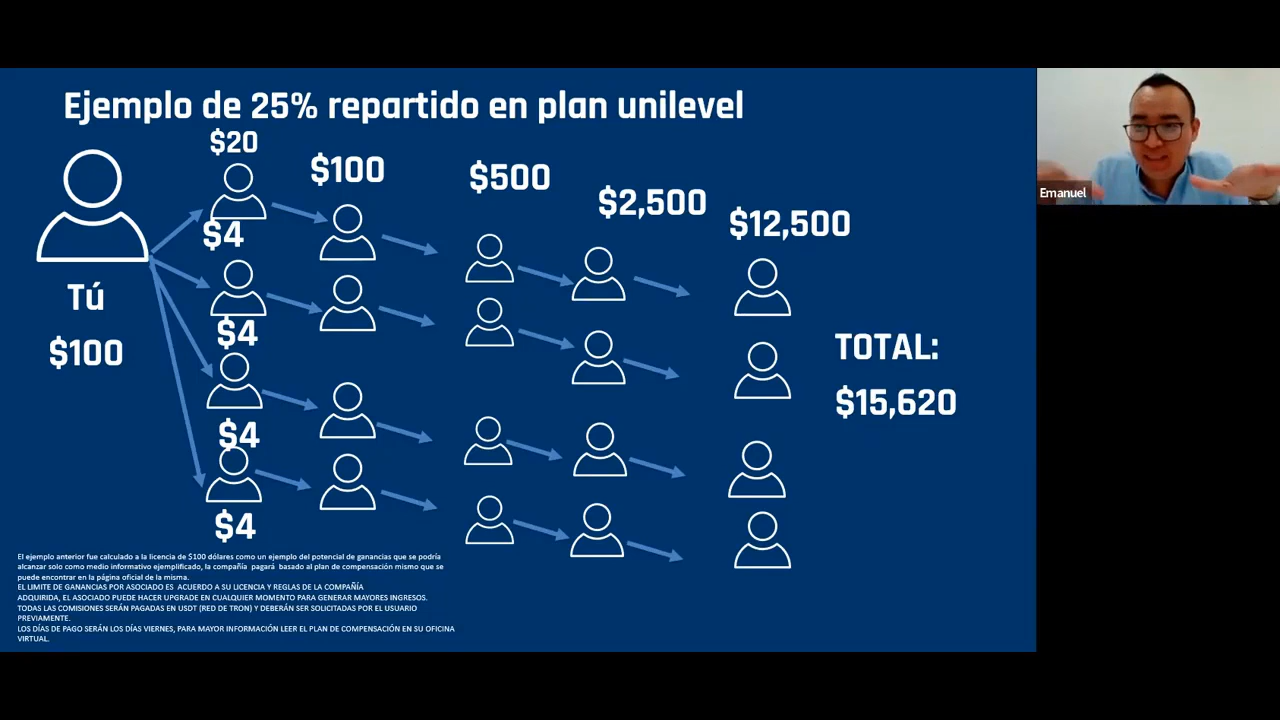 Ejemplo de 25% repartido en plan unilevel
$20
$100
$500
$2,500
$12,500
$4
$4
$4
$4
Tú
$100
TOTAL:
$15,620
El ejemplo anterior fue calculado a la licencia de $100 dólares como un ejemplo del potencial de ganancias que se podría
alcanzar solo como medio informativo ejemplificado, la compañía pagará basado al plan de compensación mismo que se
puede encontrar en la página oficial de la misma.
EL LIMITE DE GANANCIAS POR ASOCIADO ES ACUERDO A SU LICENCIA Y REGLAS DE LA COMPAÑÍA
ADQUIRIDA, EL ASOCIADO PUEDE HACER UPGRADE EN CUALQUIER MOMENTO PARA GENERAR MAYORES INGRESOS.
TODAS LAS COMISIONES SERÁN PAGADAS EN USDT (RED DE TRON) Y DEBERÁN SER SOLICITADAS POR EL USUARIO
PREVIAMENTE.
LOS DÍAS DE PAGO SERÁN LOS DÍAS VIERNES, PARA MAYOR INFORMACIÓN LEER EL PLAN DE COMPENSACIÓN EN SU OFICINA
VIRTUAL.
Emanuel